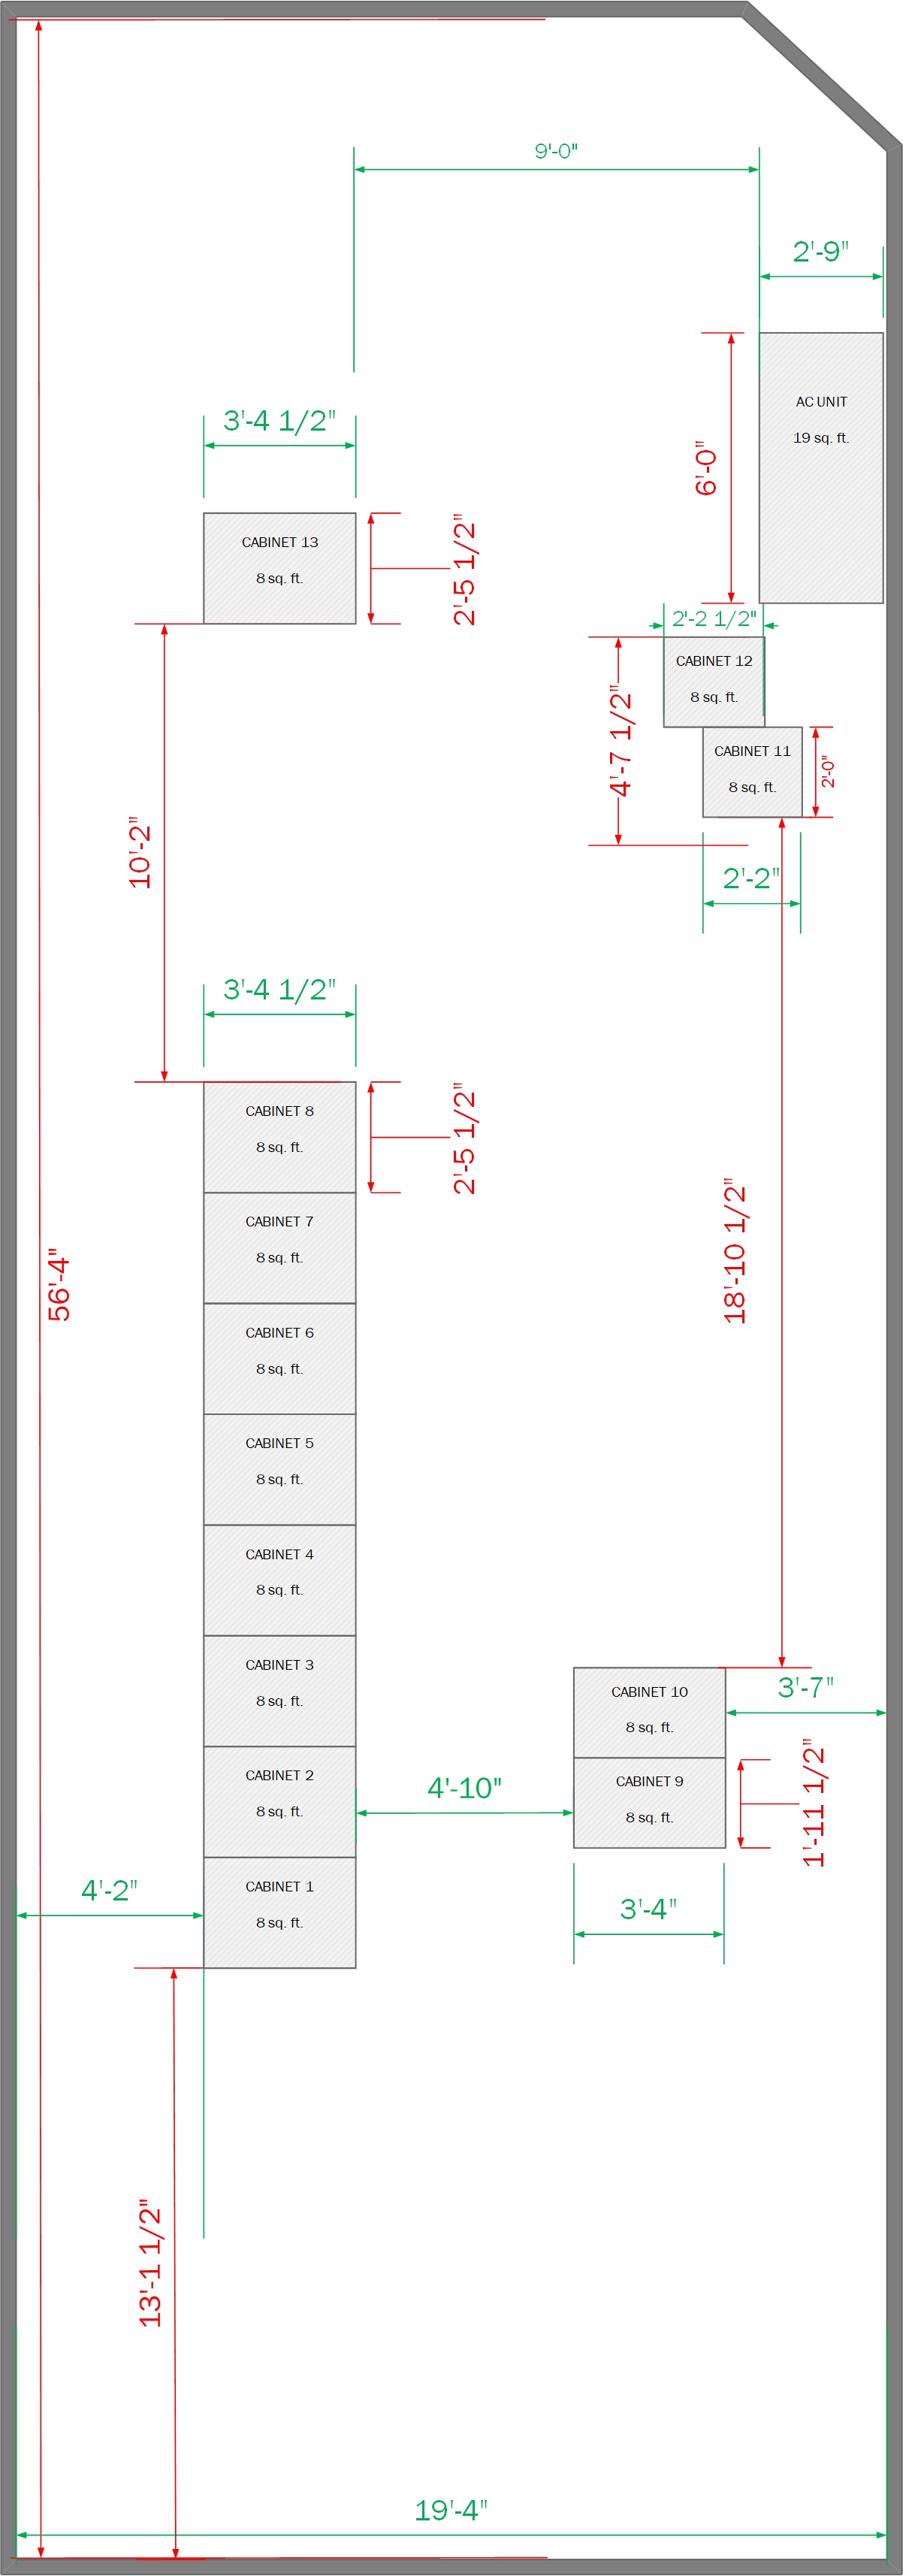 9'-0"
2'-9"
AC UNIT
19 sq. ft.
6'-0"
3'-4 1/2"
CABINET 13
8 sq. ft.
2'-5 1/2"
2'-2 1/2"
CABINET 12
8 sq. ft.
4'-7 1/2"
CABINET 11
8 sq. ft.
2'-0"
10'-2"
2'-2"
3'-4 1/2"
CABINET 8
8 sq. ft.
2'-5 1/2"
CABINET 7
8 sq. ft.
56'-4"
18'-10 1/2"
CABINET 6
8 sq. ft.
CABINET 5
8 sq. ft.
CABINET 4
8 sq. ft.
CABINET 3
8 sq. ft.
CABINET 10
8 sq. ft.
3'-7"
CABINET 2
8 sq. ft.
4'-10"
CABINET 9
8 sq. ft.
1'-11 1/2"
CABINET 1
8 sq. ft.
4'-2"
3'-4"
13'-1 1/2"
19'-4"